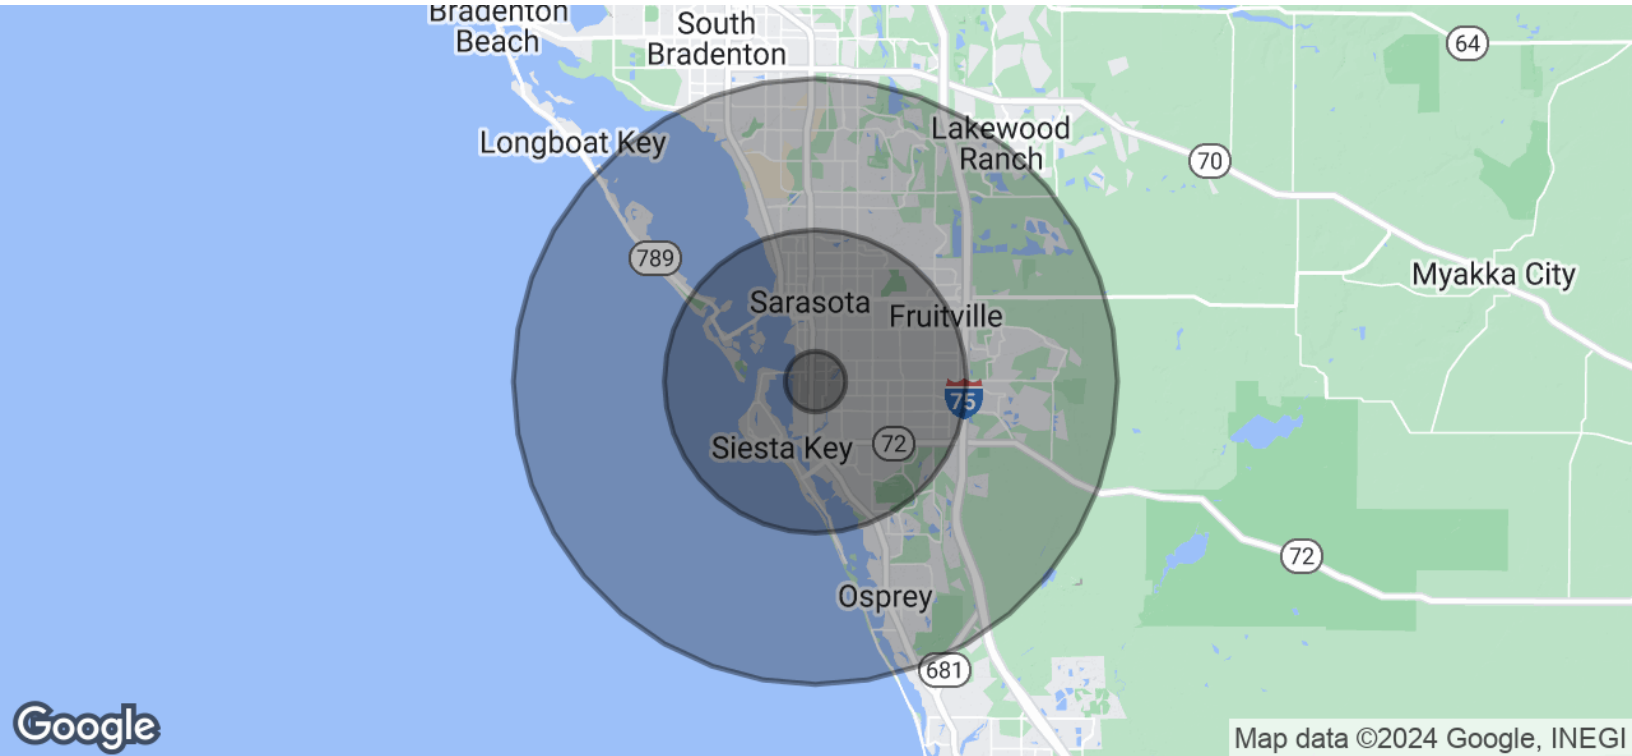 Bradenton
Beach
South
Bradenton
64
Longboat Key
Lakewood
Ranch
70
789
Myakka City
Sarasota
Fruitville
75
Siesta Key
72
72
Osprey
681
Google
Map data ©2024 Google, INEGI